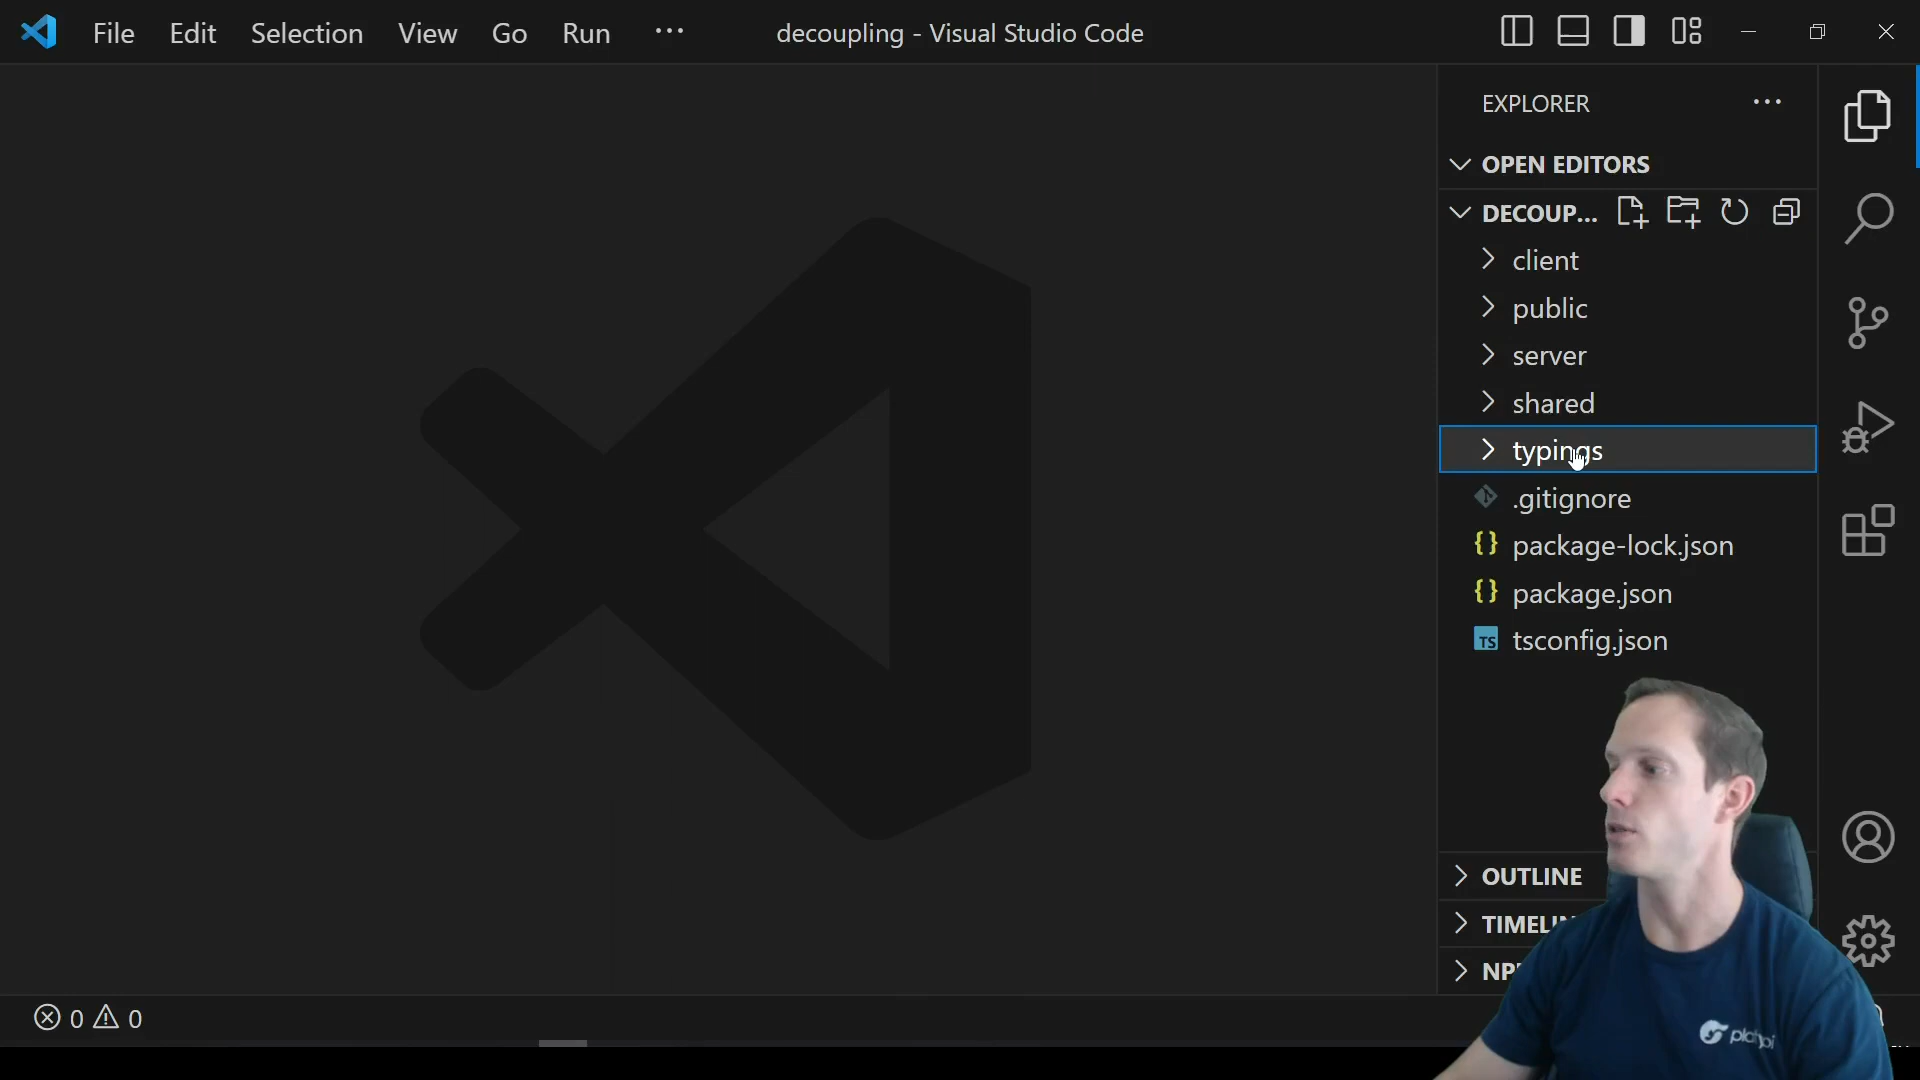 File Edit Selection View Go Run ··· decoupling - Visual Studio Code
EXPLORER ···
OPEN EDITORS
DECOUP...
client
public
server
shared
typings
.gitignore
{} package-lock.json
{} package.json
TS tsconfig.json
OUTLINE
0 0